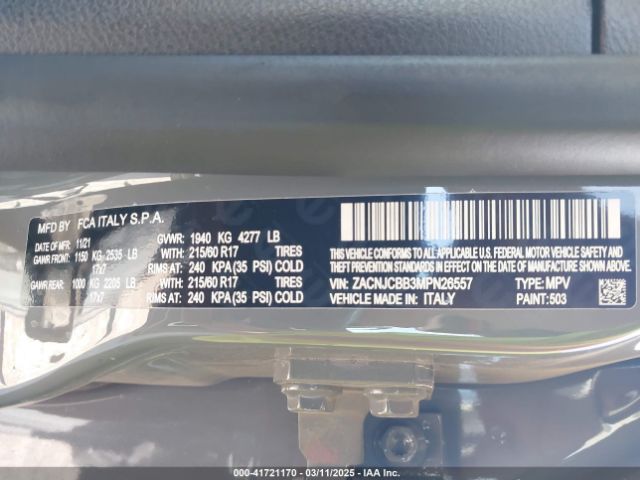 MFD BY FCA ITALY S.P.A.
DATE OF MFR: 11/21 GVWR: 1940 KG 4277 LB
GAWR FRONT: 1150 KG 2535 LB WITH: 215/60 R17 TIRES
17x7 RIMS AT: 240 KPA (35 PSI) COLD
GAWR REAR: 1000 KG 2205 LB WITH: 215/60 R17 TIRES
17x7 RIMS AT: 240 KPA (35 PSI) COLD
THIS VEHICLE CONFORMS TO ALL APPLICABLE U.S. FEDERAL MOTOR VEHICLE SAFETY
AND THEFT PREVENTION STANDARDS IN EFFECT ON THE DATE OF MANUFACTURE SHOWN ABOVE.
VIN: ZACNJCBB3MPN26557 TYPE: MPV
VEHICLE MADE IN: ITALY PAINT: 503
000-41721170 - 03/11/2025 - IAA Inc.